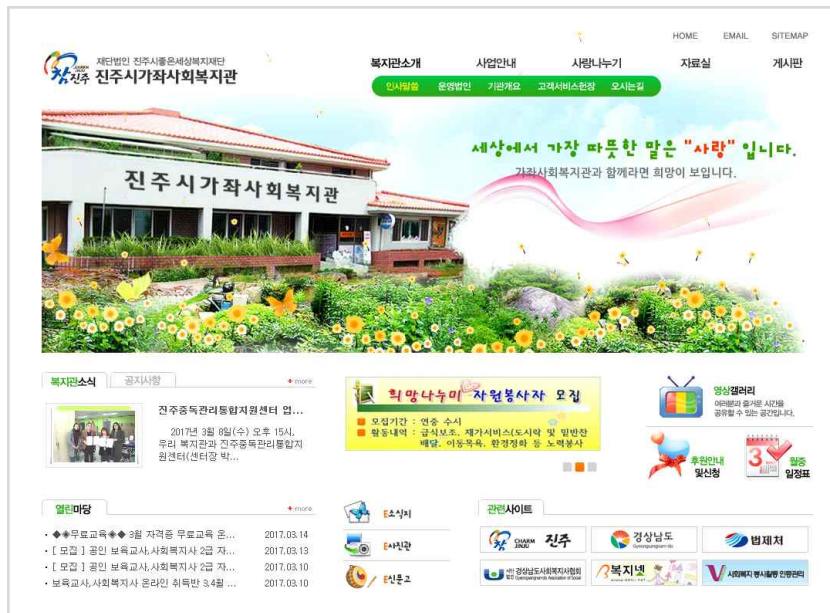 HOME EMAIL SITEMAP
참진주 CHARM JINJU
재단법인 진주시좋은세상복지재단
진주시가좌사회복지관
복지관소개 사업안내 사랑나누기 자료실 게시판
인사말씀 운영법인 기관개요 고객서비스헌장 오시는길
세상에서 가장 따뜻한 말은 "사랑" 입니다.
가좌사회복지관과 함께라면 희망이 보입니다.
진주시가좌사회복지관
복지관소식 공지사항 + more
진주중독관리통합지원센터 업...
2017년 3월 8일(수) 오후 15시,
우리 복지관과 진주중독관리통합지
원센터(센터장 박...
희망나누미 자원봉사자 모집
모집기간 : 연중 수시
활동내역 : 급식보조, 재가서비스(도시락 및 밑반찬
배달, 이동목욕, 환경정화 등 노력봉사
영상갤러리
여러분과 즐거운 시간을
공유할 수 있는 공간입니다.
후원안내
및신청
3
월중
일정표
열린마당 + more
◆◈무료교육◈◆ 3월 자격증 무료교육 온... 2017.03.14
[ 모집 ] 공인 보육교사,사회복지사 2급 자... 2017.03.13
[ 모집 ] 공인 보육교사,사회복지사 2급 자... 2017.03.10
보육교사,사회복지사 온라인 취득반 3,4월 ... 2017.03.10
E소식지
E사진관
E신문고
관련사이트
참 CHARM JINJU 진주
경상남도 Gyeongsangnam-do
법제처
사단법인 경상남도사회복지사협회
복지넷
사회복지 봉사활동 인증관리